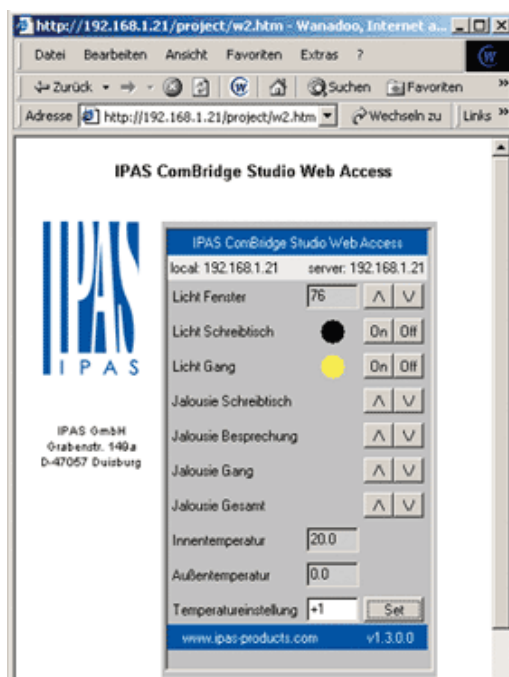 http://192.168.1.21/project/w2.htm - Wanadoo, Internet a...
Datei Bearbeiten Ansicht Favoriten Extras ?
Zurück Suchen Favoriten »
Adresse http://192.168.1.21/project/w2.htm Wechseln zu Links »
IPAS ComBridge Studio Web Access
IPAS
IPAS
IPAS GmbH
Grabenstr. 149a
D-47057 Duisburg
IPAS ComBridge Studio Web Access
local: 192.168.1.21 server: 192.168.1.21
Licht Fenster 76 Λ V
Licht Schreibtisch On Off
Licht Gang On Off
Jalousie Schreibtisch Λ V
Jalousie Besprechung Λ V
Jalousie Gang Λ V
Jalousie Gesamt Λ V
Innentemperatur 20.0
Außentemperatur 0.0
Temperatureinstellung +1 Set
www.ipas-products.com v1.3.0.0